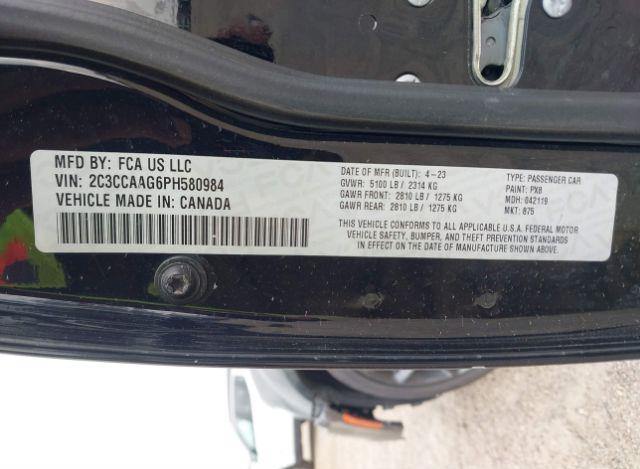 MFD BY: FCA US LLC
VIN: 2C3CCAAG6PH580984
VEHICLE MADE IN: CANADA
DATE OF MFR (BUILT): 4-23
GVWR: 5100 LB / 2314 KG
GAWR FRONT: 2810 LB / 1275 KG
GAWR REAR: 2810 LB / 1275 KG
TYPE: PASSENGER CAR
PAINT: PX8
MDH: 042119
MKT: 875
THIS VEHICLE CONFORMS TO ALL APPLICABLE U.S.A. FEDERAL MOTOR
VEHICLE SAFETY, BUMPER, AND THEFT PREVENTION STANDARDS
IN EFFECT ON THE DATE OF MANUFACTURE SHOWN ABOVE.